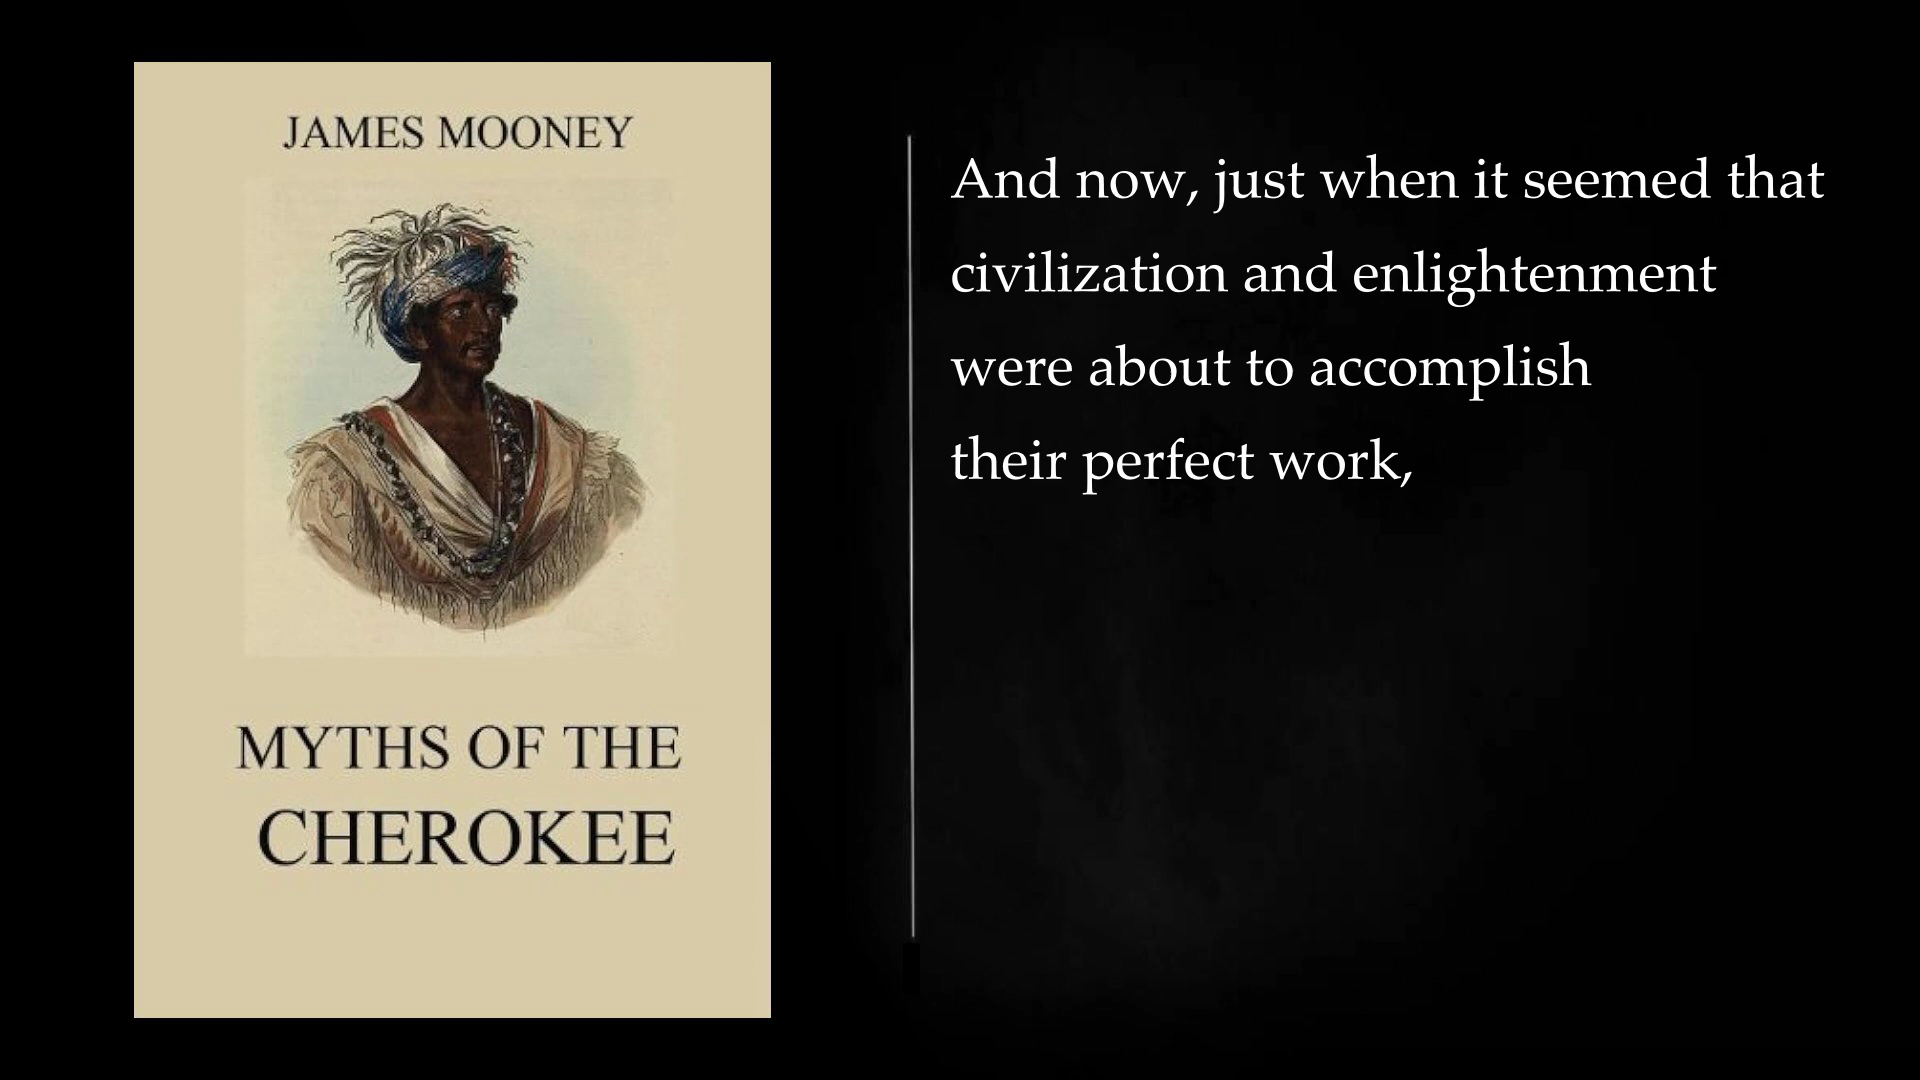 JAMES MOONEY
MYTHS OF THE
CHEROKEE
And now, just when it seemed that
civilization and enlightenment
were about to accomplish
their perfect work,